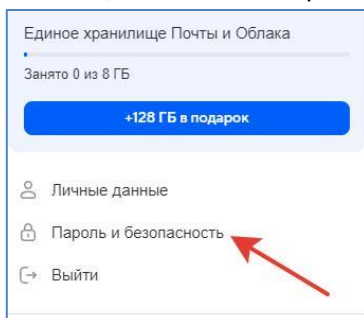 Единое хранилище Почты и Облака
Занято 0 из 8 ГБ
+128 ГБ в подарок
Личные данные
Пароль и безопасность
Выйти